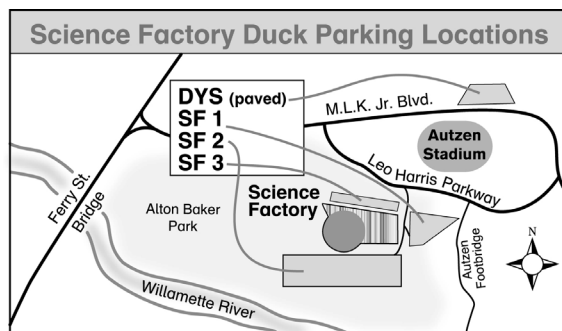 Science Factory Duck Parking Locations
DYS (paved)
SF 1
SF 2
SF 3
M.L.K. Jr. Blvd.
Autzen
Stadium
Leo Harris Parkway
Science
Factory
Ferry St.
Bridge
Alton Baker
Park
Autzen
Footbridge
N
Willamette River